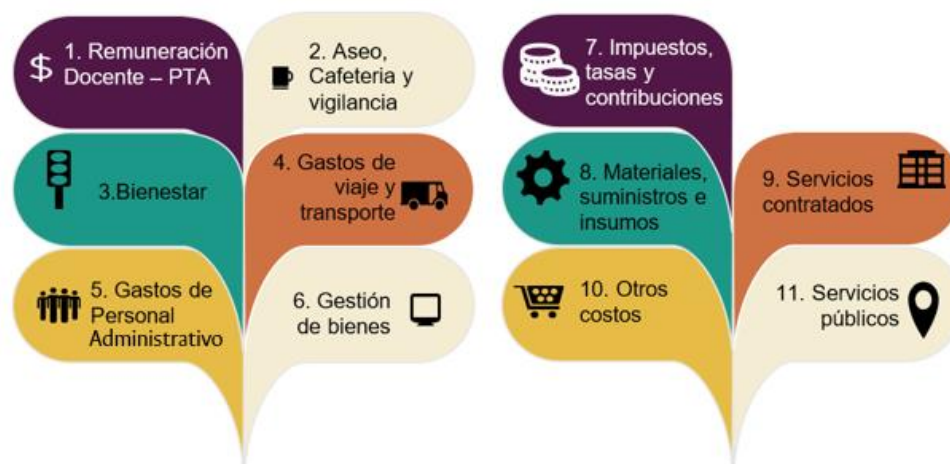 1. Remuneración
Docente – PTA
2. Aseo,
Cafeteria y
vigilancia
3.Bienestar
4. Gastos de
viaje y
transporte
5. Gastos de
Personal
Administrativo
6. Gestión
de bienes
7. Impuestos,
tasas y
contribuciones
8. Materiales,
suministros e
insumos
9. Servicios
contratados
10. Otros
costos
11. Servicios
públicos